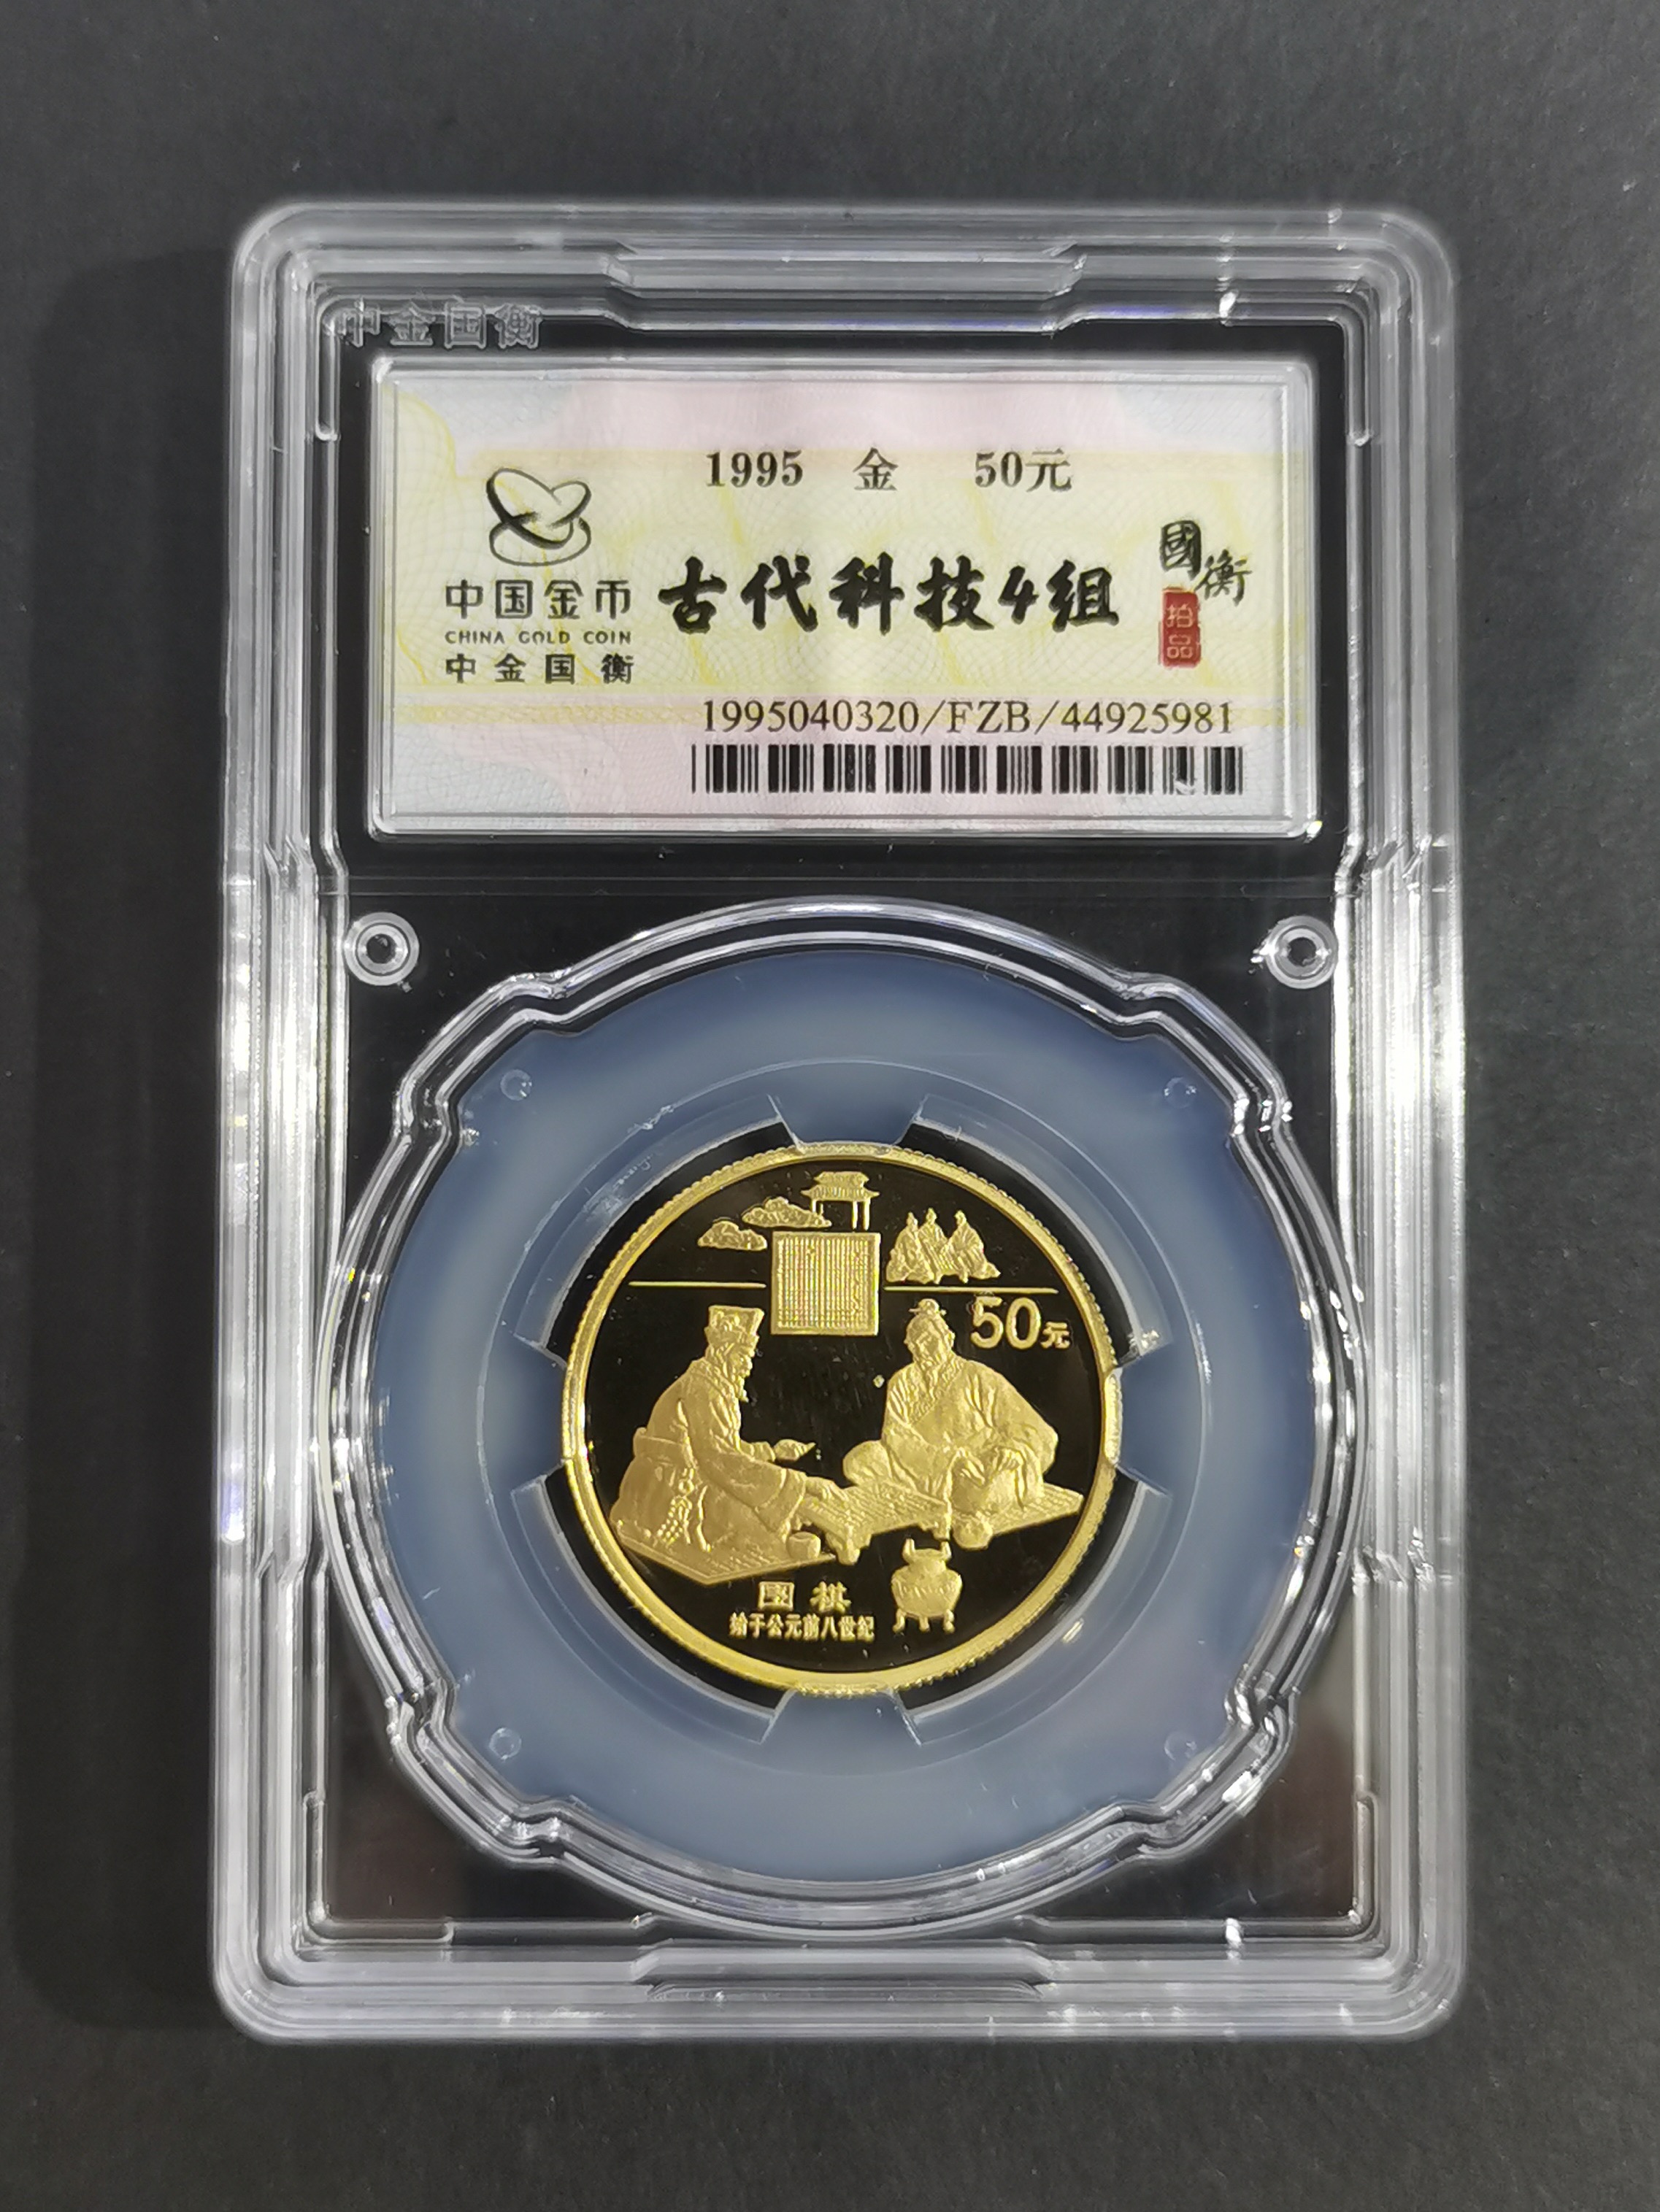 中金国衡
1995 金 50元
中国金币
CHINA GOLD COIN
中金国衡
古代科技4组
國衡
拍品
1995040320/FZB/44925981
50元
围棋
始于公元前八世纪